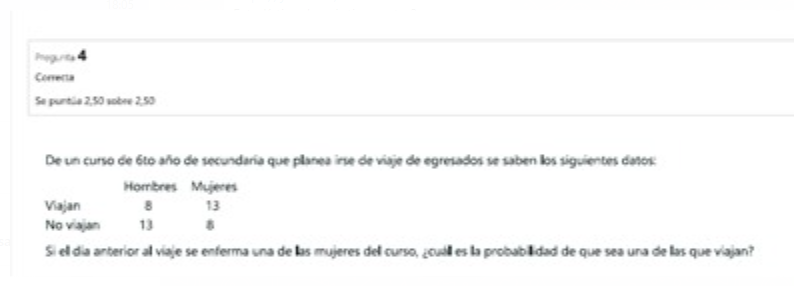 Pregunta 4
Correcta
Se puntúa 2,50 sobre 2,50
De un curso de 6to año de secundaria que planea irse de viaje de egresados se saben los siguientes datos:
Hombres Mujeres
Viajan 8 13
No viajan 13 8
Si el día anterior al viaje se enferma una de las mujeres del curso, ¿cuál es la probabilidad de que sea una de las que viajan?